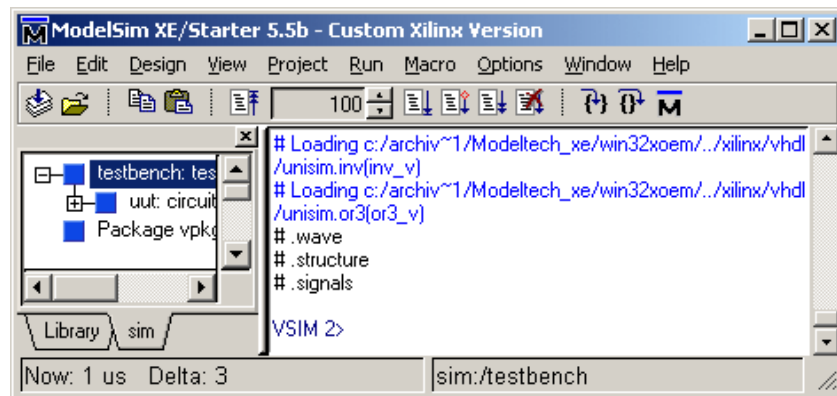 ModelSim XE/Starter 5.5b - Custom Xilinx Version
File Edit Design View Project Run Macro Options Window Help
100
M
testbench: tes
uut: circuit
Package vpkg
Library sim
# Loading c:/archiv~1/Modeltech_xe/win32xoem/../xilinx/vhdl
/unisim.inv(inv_v)
# Loading c:/archiv~1/Modeltech_xe/win32xoem/../xilinx/vhdl
/unisim.or3(or3_v)
# .wave
# .structure
# .signals
VSIM 2>
Now: 1 us Delta: 3
sim:/testbench